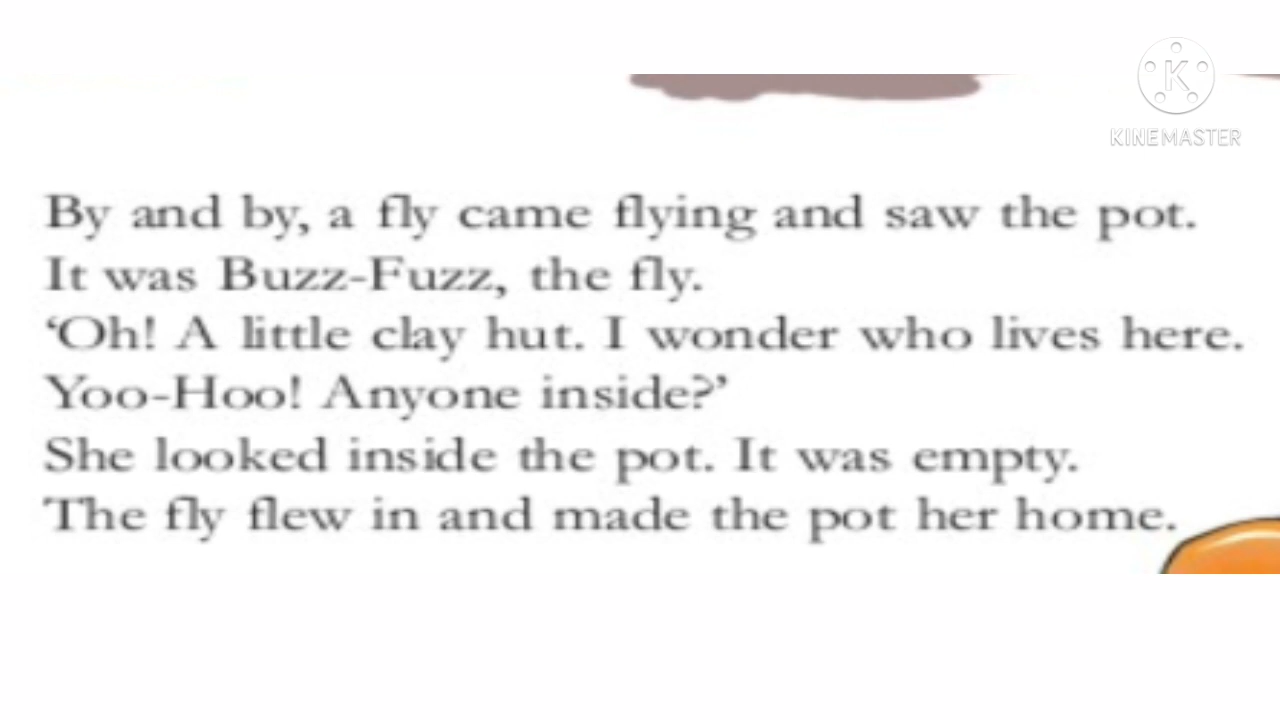 K
KINEMASTER
By and by, a fly came flying and saw the pot.
It was Buzz-Fuzz, the fly.
‘Oh! A little clay hut. I wonder who lives here.
Yoo-Hoo! Anyone inside?’
She looked inside the pot. It was empty.
The fly flew in and made the pot her home.